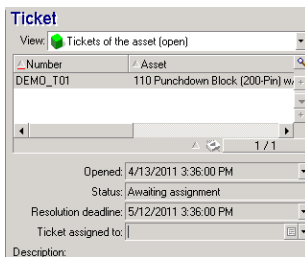 Ticket
View: Tickets of the asset (open)
Number Asset
DEMO_T01 110 Punchdown Block (200-Pin) w/
1 / 1
Opened: 4/13/2011 3:36:00 PM
Status: Awaiting assignment
Resolution deadline: 5/12/2011 3:36:00 PM
Ticket assigned to:
Description: